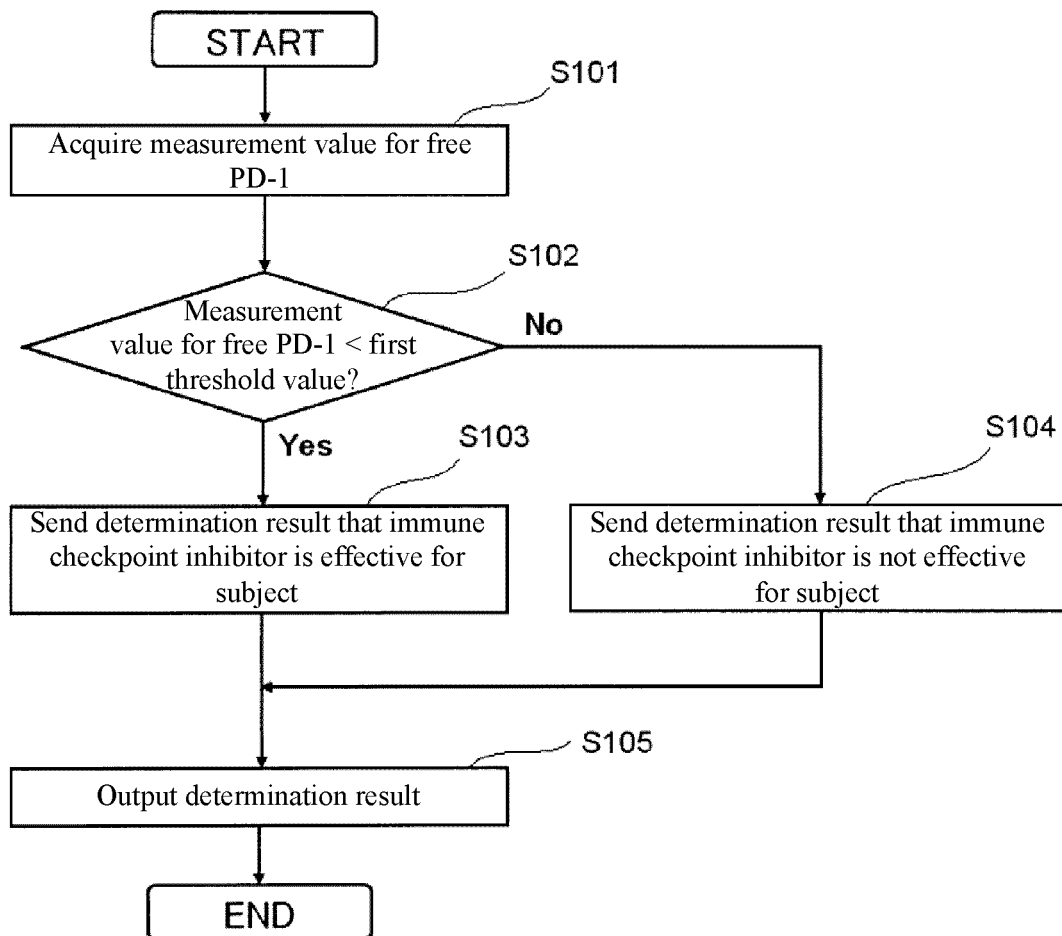 START
S101
Acquire measurement value for free
PD-1
S102
Measurement
value for free PD-1 < first
threshold value?
No
Yes
S103
Send determination result that immune
checkpoint inhibitor is effective for
subject
S104
Send determination result that immune
checkpoint inhibitor is not effective
for subject
S105
Output determination result
END